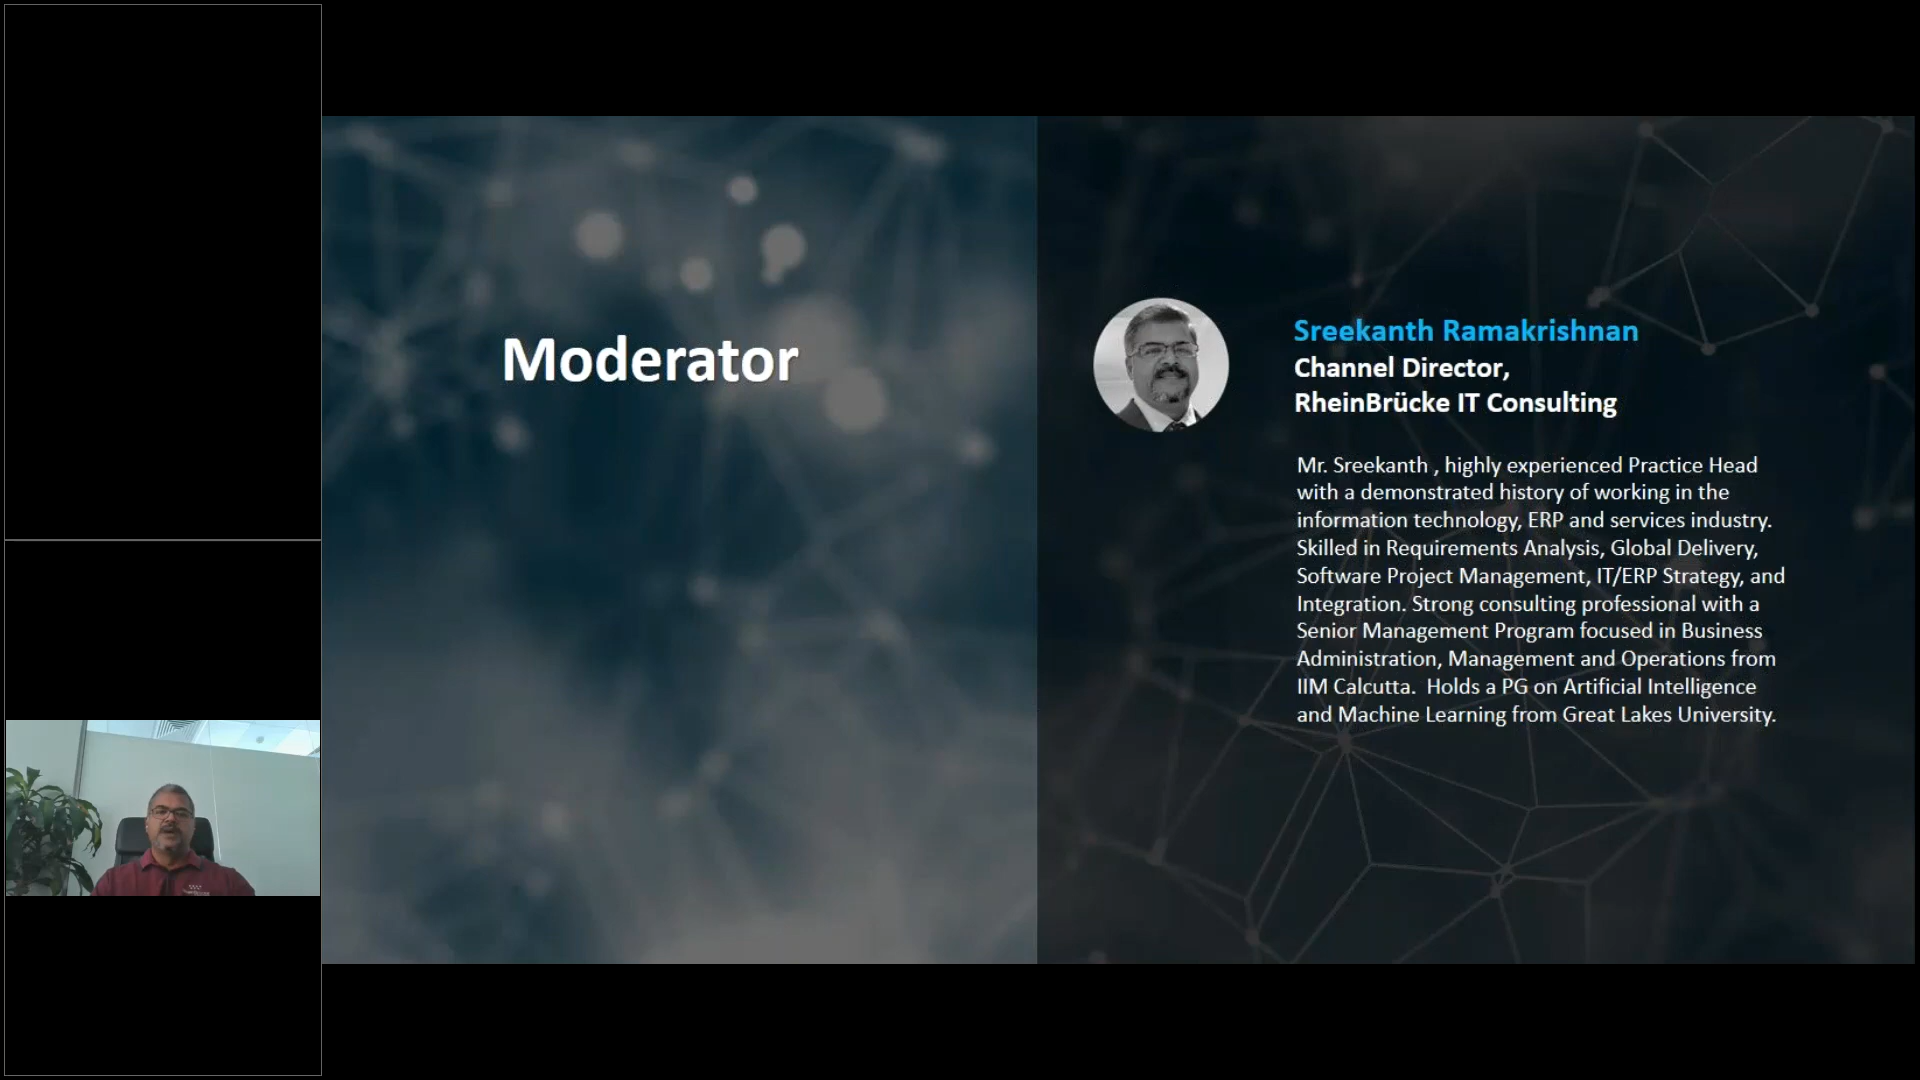 Moderator
Sreekanth Ramakrishnan
Channel Director,
RheinBrücke IT Consulting
Mr. Sreekanth , highly experienced Practice Head
with a demonstrated history of working in the
information technology, ERP and services industry.
Skilled in Requirements Analysis, Global Delivery,
Software Project Management, IT/ERP Strategy, and
Integration. Strong consulting professional with a
Senior Management Program focused in Business
Administration, Management and Operations from
IIM Calcutta.  Holds a PG on Artificial Intelligence
and Machine Learning from Great Lakes University.